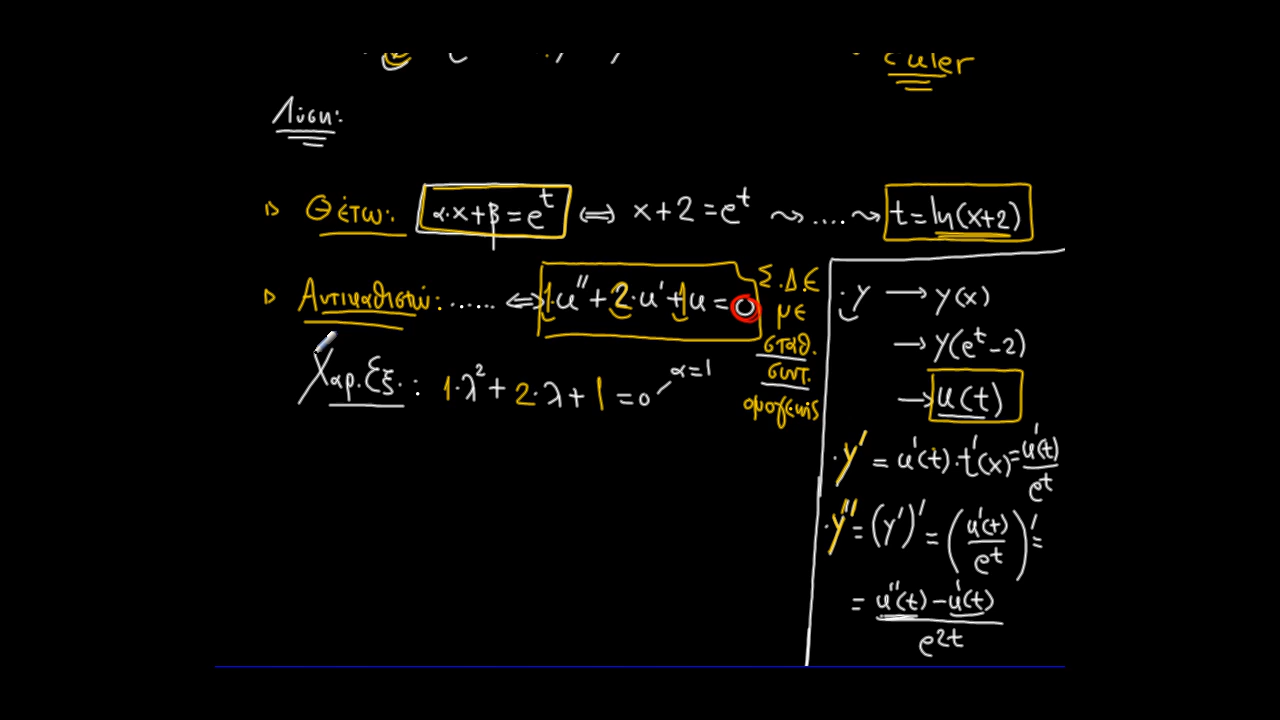 Euler
Λύση:
Θέτω: α·x+β=e^t ⟺ x+2=e^t ⇝ .... ⇝ t=ln(x+2)
Αντικαθιστώ: ...... ⟺ 1·u''+2·u'+1u=0
Σ.Δ.Ε
με
σταθ.
συντ.
ομογενής
Χαρ. Εξ.: 1·λ²+2·λ+1=0 α=1
·y → y(x)
→ y(e^t-2)
→ u(t)
·y' = u'(t)·t'(x)=u'(t)/e^t
·y''=(y')'=(u'(t)/e^t)'=
= (u''(t)-u'(t))/e^{2t}